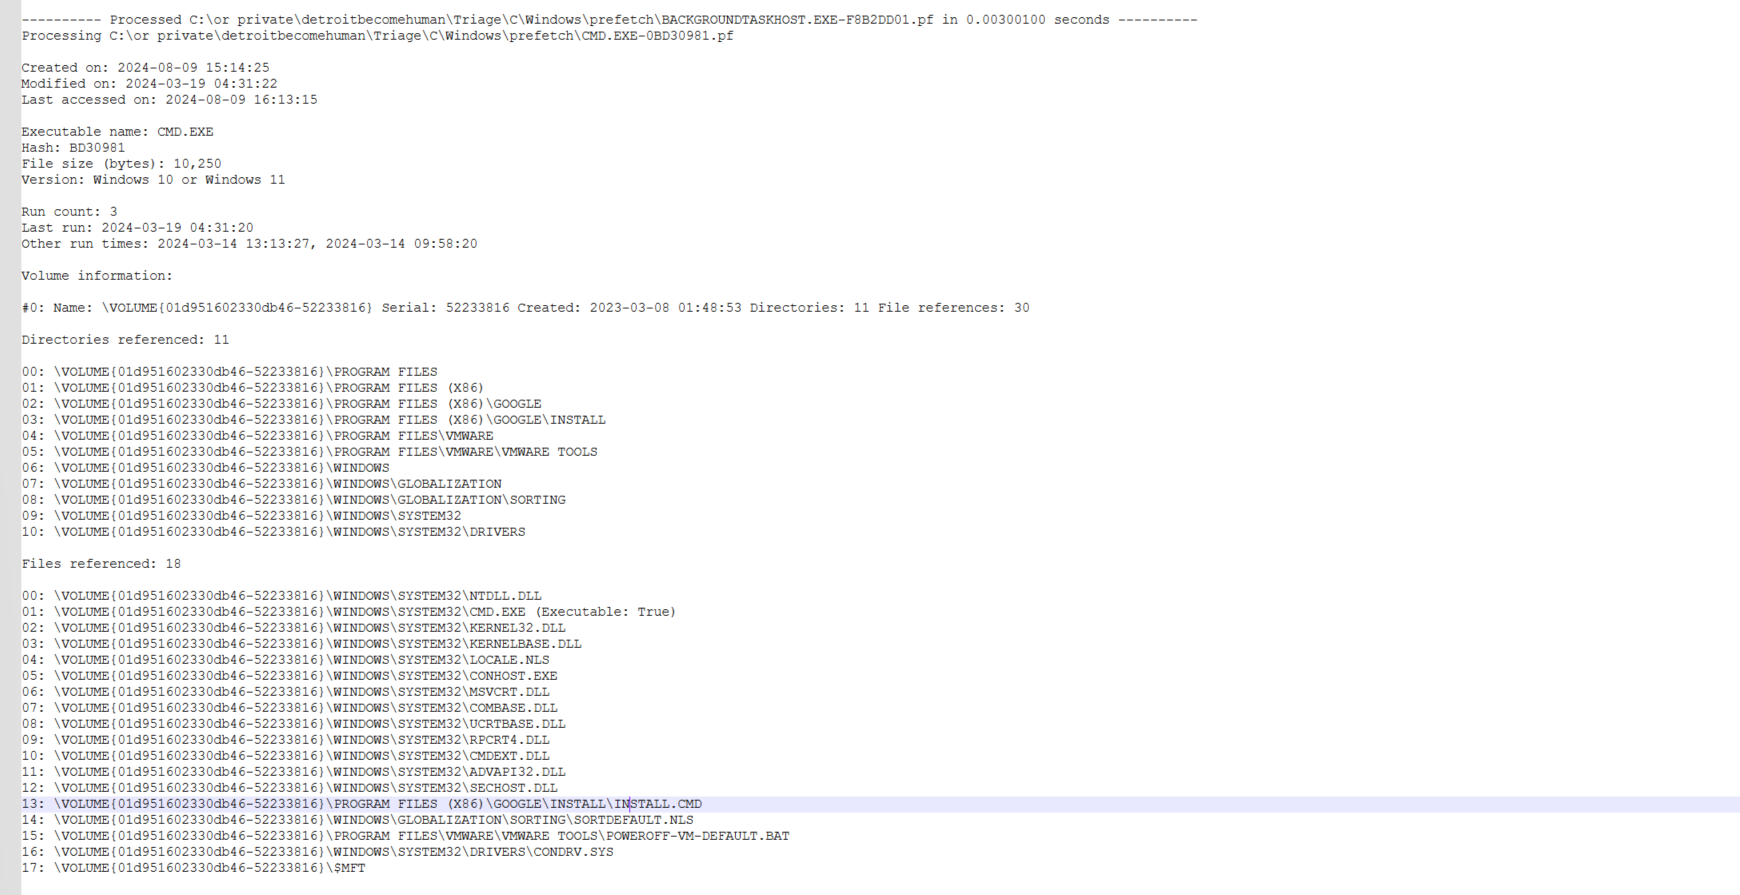 ---------- Processed C:\or private\detroitbecomehuman\Triage\C\Windows\prefetch\BACKGROUNDTASKHOST.EXE-F8B2DD01.pf in 0.00300100 seconds ----------
Processing C:\or private\detroitbecomehuman\Triage\C\Windows\prefetch\CMD.EXE-0BD30981.pf
Created on: 2024-08-09 15:14:25
Modified on: 2024-03-19 04:31:22
Last accessed on: 2024-08-09 16:13:15
Executable name: CMD.EXE
Hash: BD30981
File size (bytes): 10,250
Version: Windows 10 or Windows 11
Run count: 3
Last run: 2024-03-19 04:31:20
Other run times: 2024-03-14 13:13:27, 2024-03-14 09:58:20
Volume information:
#0: Name: \VOLUME{01d951602330db46-52233816} Serial: 52233816 Created: 2023-03-08 01:48:53 Directories: 11 File references: 30
Directories referenced: 11
00: \VOLUME{01d951602330db46-52233816}\PROGRAM FILES
01: \VOLUME{01d951602330db46-52233816}\PROGRAM FILES (X86)
02: \VOLUME{01d951602330db46-52233816}\PROGRAM FILES (X86)\GOOGLE
03: \VOLUME{01d951602330db46-52233816}\PROGRAM FILES (X86)\GOOGLE\INSTALL
04: \VOLUME{01d951602330db46-52233816}\PROGRAM FILES\VMWARE
05: \VOLUME{01d951602330db46-52233816}\PROGRAM FILES\VMWARE\VMWARE TOOLS
06: \VOLUME{01d951602330db46-52233816}\WINDOWS
07: \VOLUME{01d951602330db46-52233816}\WINDOWS\GLOBALIZATION
08: \VOLUME{01d951602330db46-52233816}\WINDOWS\GLOBALIZATION\SORTING
09: \VOLUME{01d951602330db46-52233816}\WINDOWS\SYSTEM32
10: \VOLUME{01d951602330db46-52233816}\WINDOWS\SYSTEM32\DRIVERS
Files referenced: 18
00: \VOLUME{01d951602330db46-52233816}\WINDOWS\SYSTEM32\NTDLL.DLL
01: \VOLUME{01d951602330db46-52233816}\WINDOWS\SYSTEM32\CMD.EXE (Executable: True)
02: \VOLUME{01d951602330db46-52233816}\WINDOWS\SYSTEM32\KERNEL32.DLL
03: \VOLUME{01d951602330db46-52233816}\WINDOWS\SYSTEM32\KERNELBASE.DLL
04: \VOLUME{01d951602330db46-52233816}\WINDOWS\SYSTEM32\LOCALE.NLS
05: \VOLUME{01d951602330db46-52233816}\WINDOWS\SYSTEM32\CONHOST.EXE
06: \VOLUME{01d951602330db46-52233816}\WINDOWS\SYSTEM32\MSVCRT.DLL
07: \VOLUME{01d951602330db46-52233816}\WINDOWS\SYSTEM32\COMBASE.DLL
08: \VOLUME{01d951602330db46-52233816}\WINDOWS\SYSTEM32\UCRTBASE.DLL
09: \VOLUME{01d951602330db46-52233816}\WINDOWS\SYSTEM32\RPCRT4.DLL
10: \VOLUME{01d951602330db46-52233816}\WINDOWS\SYSTEM32\CMDEXT.DLL
11: \VOLUME{01d951602330db46-52233816}\WINDOWS\SYSTEM32\ADVAPI32.DLL
12: \VOLUME{01d951602330db46-52233816}\WINDOWS\SYSTEM32\SECHOST.DLL
13: \VOLUME{01d951602330db46-52233816}\PROGRAM FILES (X86)\GOOGLE\INSTALL\INSTALL.CMD
14: \VOLUME{01d951602330db46-52233816}\WINDOWS\GLOBALIZATION\SORTING\SORTDEFAULT.NLS
15: \VOLUME{01d951602330db46-52233816}\PROGRAM FILES\VMWARE\VMWARE TOOLS\POWEROFF-VM-DEFAULT.BAT
16: \VOLUME{01d951602330db46-52233816}\WINDOWS\SYSTEM32\DRIVERS\CONDRV.SYS
17: \VOLUME{01d951602330db46-52233816}\$MFT